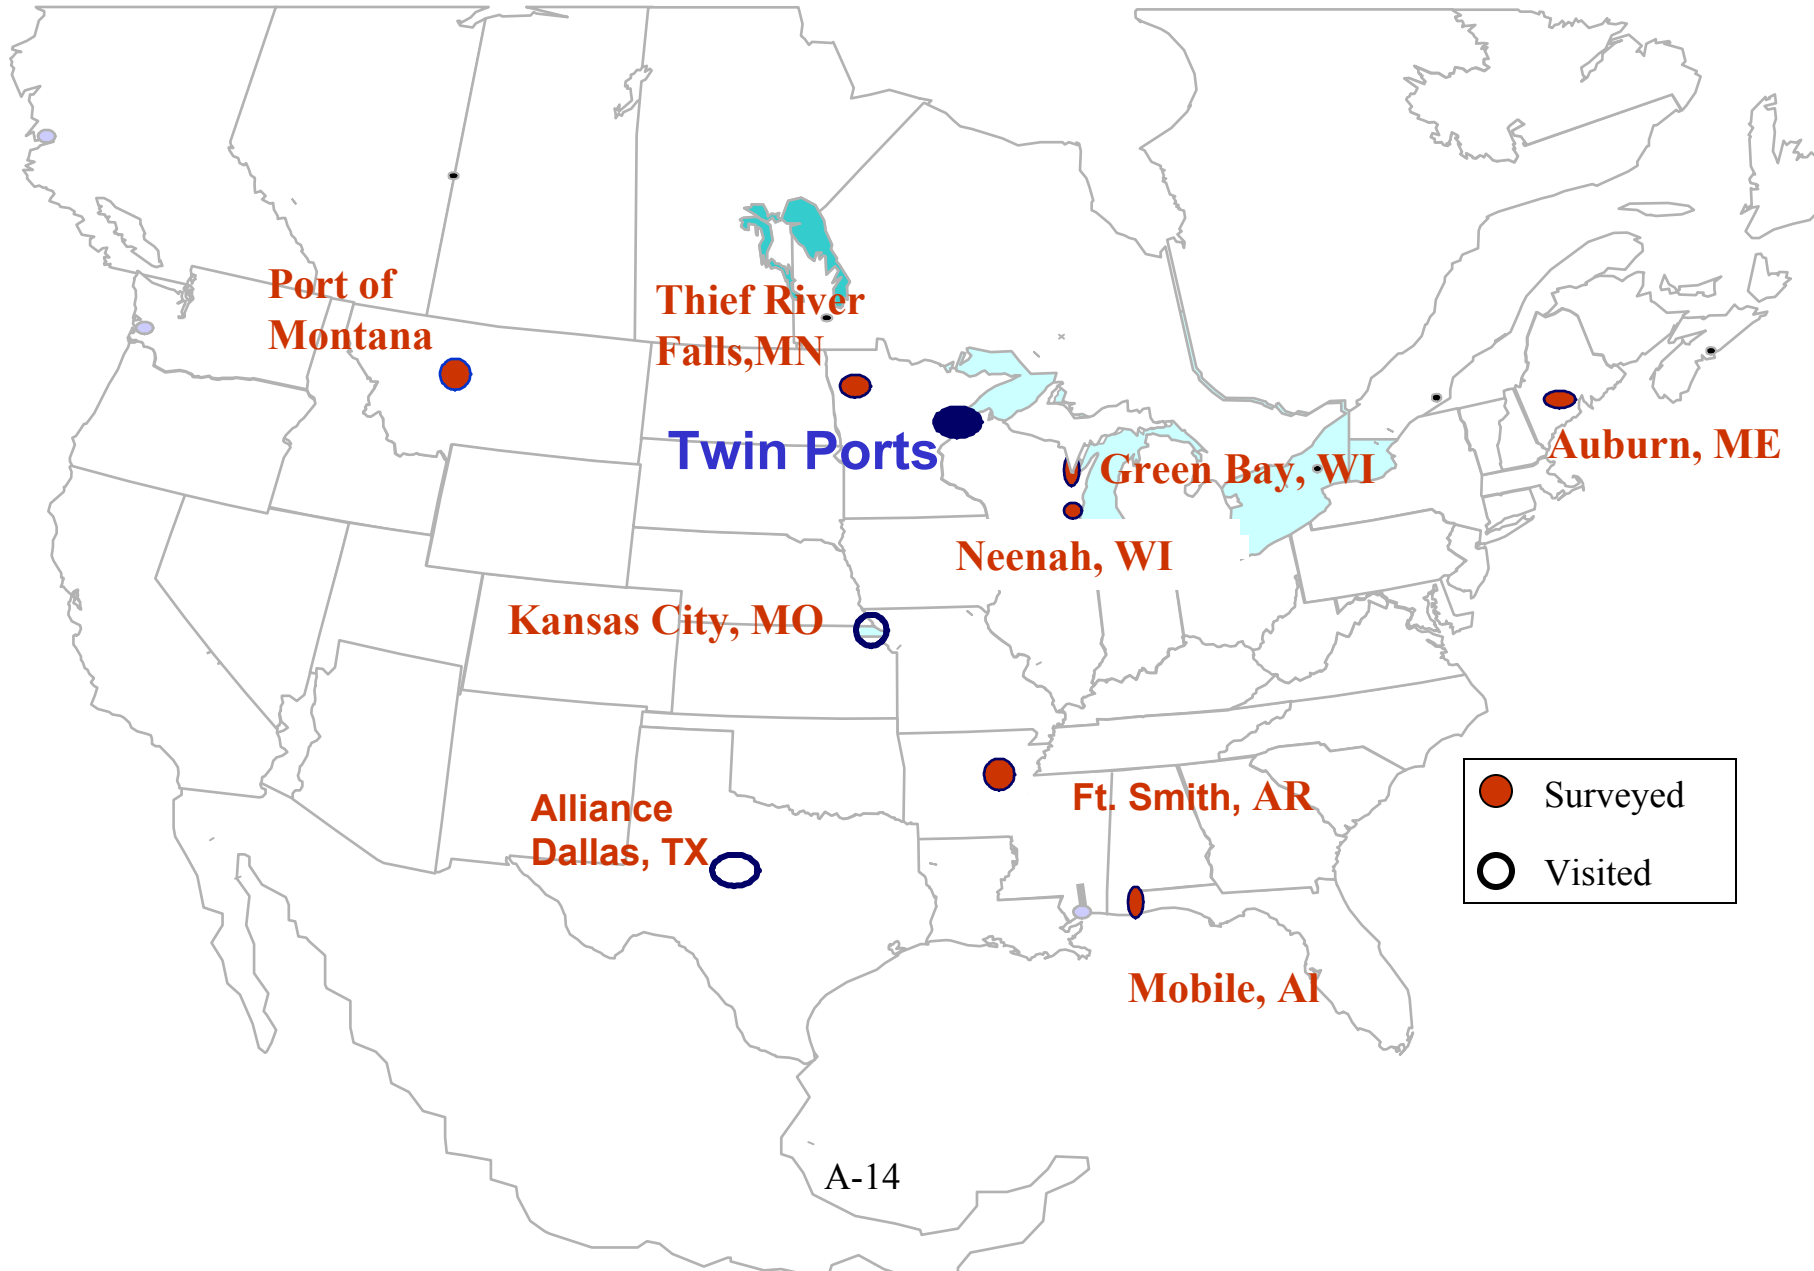 Port of
Montana
Thief River
Falls,MN
Twin Ports
Green Bay, WI
Auburn, ME
Neenah, WI
Kansas City, MO
Alliance
Dallas, TX
Ft. Smith, AR
Surveyed
Visited
Mobile, Al
A-14